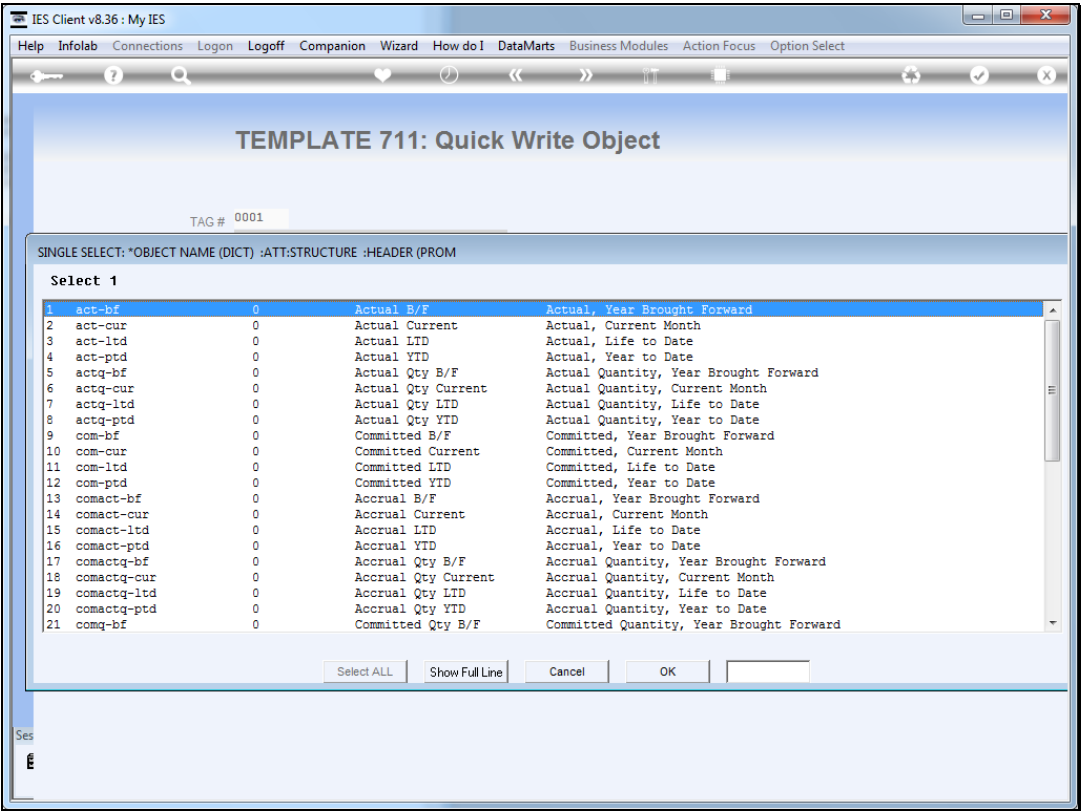 IES Client v8.36 : My IES
Help Infolab Connections Logon Logoff Companion Wizard How do I DataMarts Business Modules Action Focus Option Select
TEMPLATE 711: Quick Write Object
TAG # 0001
SINGLE SELECT: *OBJECT NAME (DICT) :ATT:STRUCTURE :HEADER (PROM
Select 1
1 act-bf 0 Actual B/F Actual, Year Brought Forward
2 act-cur 0 Actual Current Actual, Current Month
3 act-ltd 0 Actual LTD Actual, Life to Date
4 act-ptd 0 Actual YTD Actual, Year to Date
5 actq-bf 0 Actual Qty B/F Actual Quantity, Year Brought Forward
6 actq-cur 0 Actual Qty Current Actual Quantity, Current Month
7 actq-ltd 0 Actual Qty LTD Actual Quantity, Life to Date
8 actq-ptd 0 Actual Qty YTD Actual Quantity, Year to Date
9 com-bf 0 Committed B/F Committed, Year Brought Forward
10 com-cur 0 Committed Current Committed, Current Month
11 com-ltd 0 Committed LTD Committed, Life to Date
12 com-ptd 0 Committed YTD Committed, Year to Date
13 comact-bf 0 Accrual B/F Accrual, Year Brought Forward
14 comact-cur 0 Accrual Current Accrual, Current Month
15 comact-ltd 0 Accrual LTD Accrual, Life to Date
16 comact-ptd 0 Accrual YTD Accrual, Year to Date
17 comactq-bf 0 Accrual Qty B/F Accrual Quantity, Year Brought Forward
18 comactq-cur 0 Accrual Qty Current Accrual Quantity, Current Month
19 comactq-ltd 0 Accrual Qty LTD Accrual Quantity, Life to Date
20 comactq-ptd 0 Accrual Qty YTD Accrual Quantity, Year to Date
21 comq-bf 0 Committed Qty B/F Committed Quantity, Year Brought Forward
Select ALL Show Full Line Cancel OK
Ses